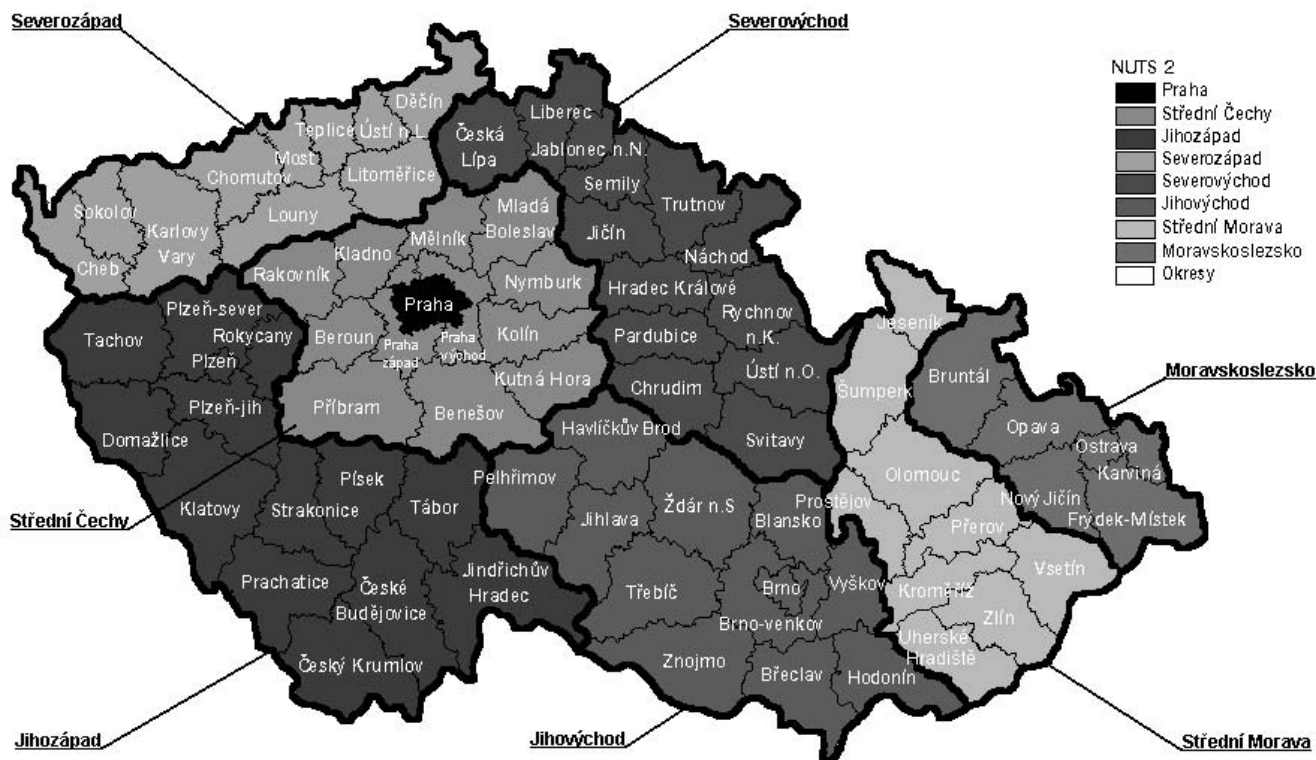 Severozápad
Severovýchod
NUTS 2
Praha
Střední Čechy
Jihozápad
Severozápad
Severovýchod
Jihovýchod
Střední Morava
Moravskoslezsko
Okresy
Děčín
Teplice
Ústí n.L.
Most
Chomutov
Litoměřice
Louny
Sokolov
Karlovy
Vary
Cheb
Česká
Lípa
Liberec
Jablonec n.N.
Semily
Trutnov
Jičín
Náchod
Hradec Králové
Rychnov
n.K.
Pardubice
Ústí n.O.
Chrudim
Svitavy
Mladá
Boleslav
Mělník
Kladno
Rakovník
Nymburk
Praha
Beroun
Praha
západ
Praha
východ
Kolín
Kutná Hora
Příbram
Benešov
Plzeň-sever
Tachov
Rokycany
Plzeň
Plzeň-jih
Domažlice
Klatovy
Strakonice
Písek
Tábor
Prachatice
České
Budějovice
Jindřichův
Hradec
Český Krumlov
Havlíčkův Brod
Pelhřimov
Jihlava
Ždár n.S
Blansko
Třebíč
Brno
Vyškov
Brno-venkov
Znojmo
Břeclav
Hodonín
Jeseník
Šumperk
Olomouc
Prostějov
Přerov
Kroměříž
Vsetín
Zlín
Uherské
Hradiště
Bruntál
Opava
Ostrava
Karviná
Nový Jičín
Frýdek-Místek
Moravskoslezsko
Střední Čechy
Jihozápad
Jihovýchod
Střední Morava